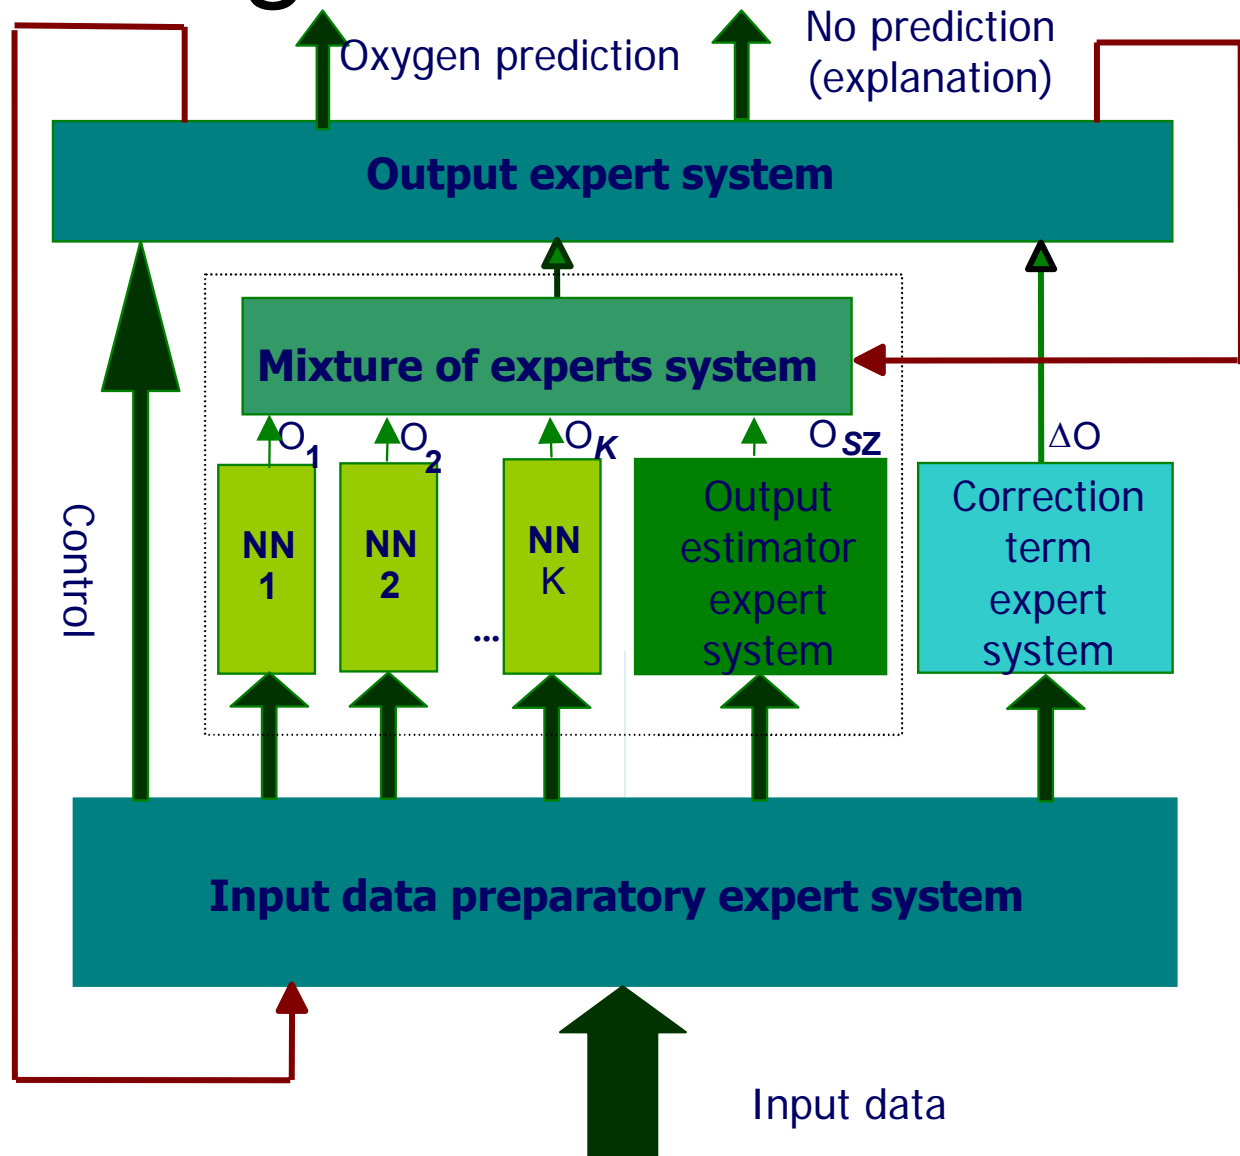 g
Oxygen prediction
No prediction
(explanation)
Output expert system
Mixture of experts system
O1
O2
OK
OSZ
ΔO
Control
NN
1
NN
2
...
NN
K
Output
estimator
expert
system
Correction
term
expert
system
Input data preparatory expert system
Input data